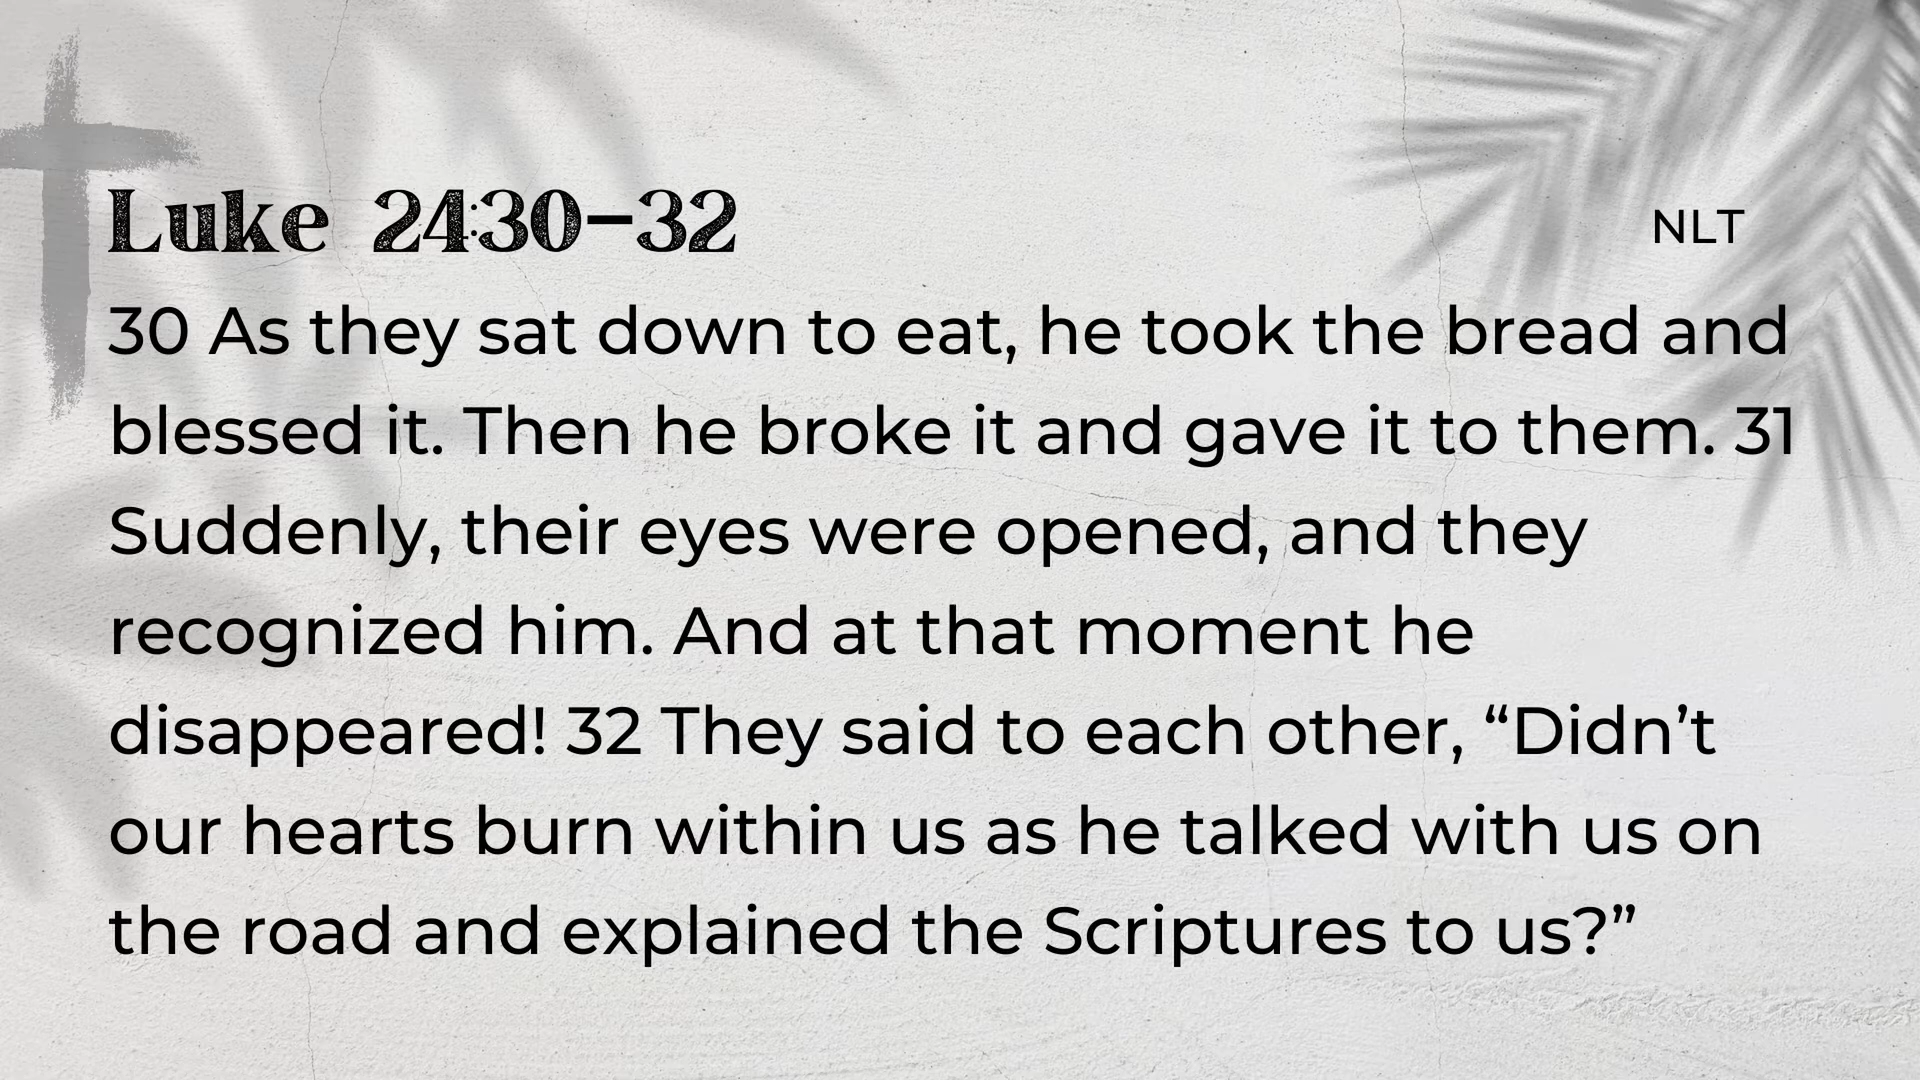 Luke 24:30-32
NLT
30 As they sat down to eat, he took the bread and
blessed it. Then he broke it and gave it to them. 31
Suddenly, their eyes were opened, and they
recognized him. And at that moment he
disappeared! 32 They said to each other, “Didn’t
our hearts burn within us as he talked with us on
the road and explained the Scriptures to us?”